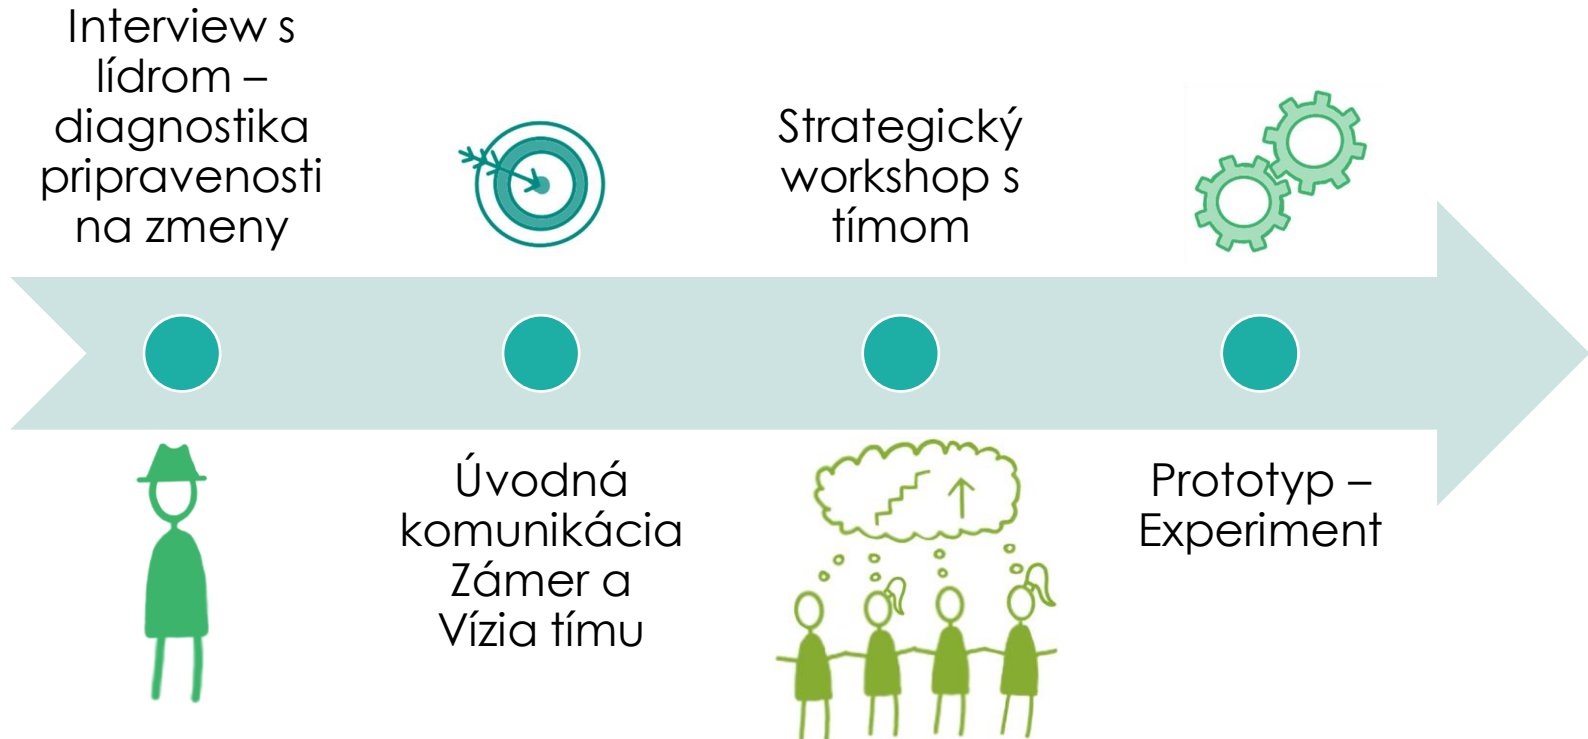 Interview s
lídrom –
diagnostika
pripravenosti
na zmeny
Úvodná
komunikácia
Zámer a
Vízia tímu
Strategický
workshop s
tímom
Prototyp –
Experiment